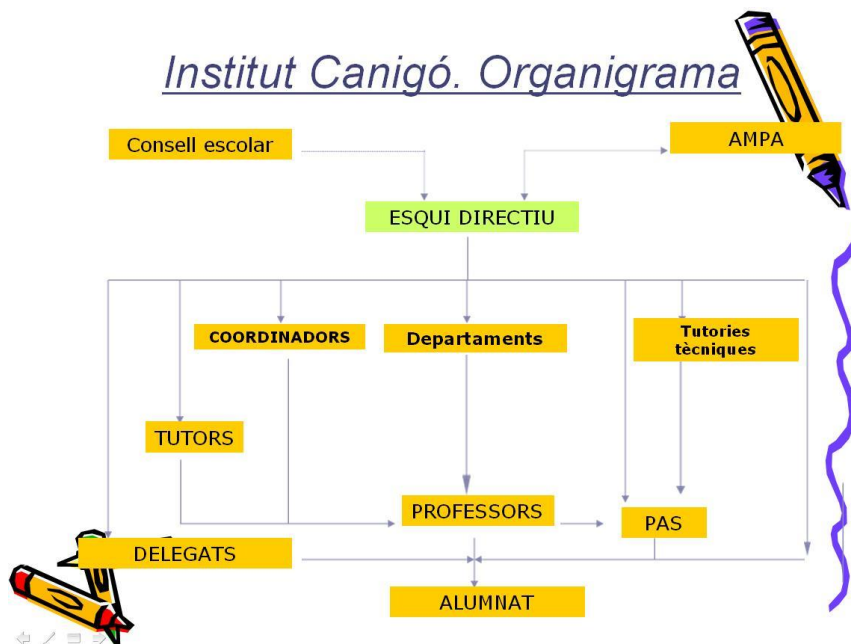 Institut Canigó. Organigrama
Consell escolar
AMPA
ESQUI DIRECTIU
COORDINADORS
Departaments
Tutories
tècniques
TUTORS
PROFESSORS
PAS
DELEGATS
ALUMNAT